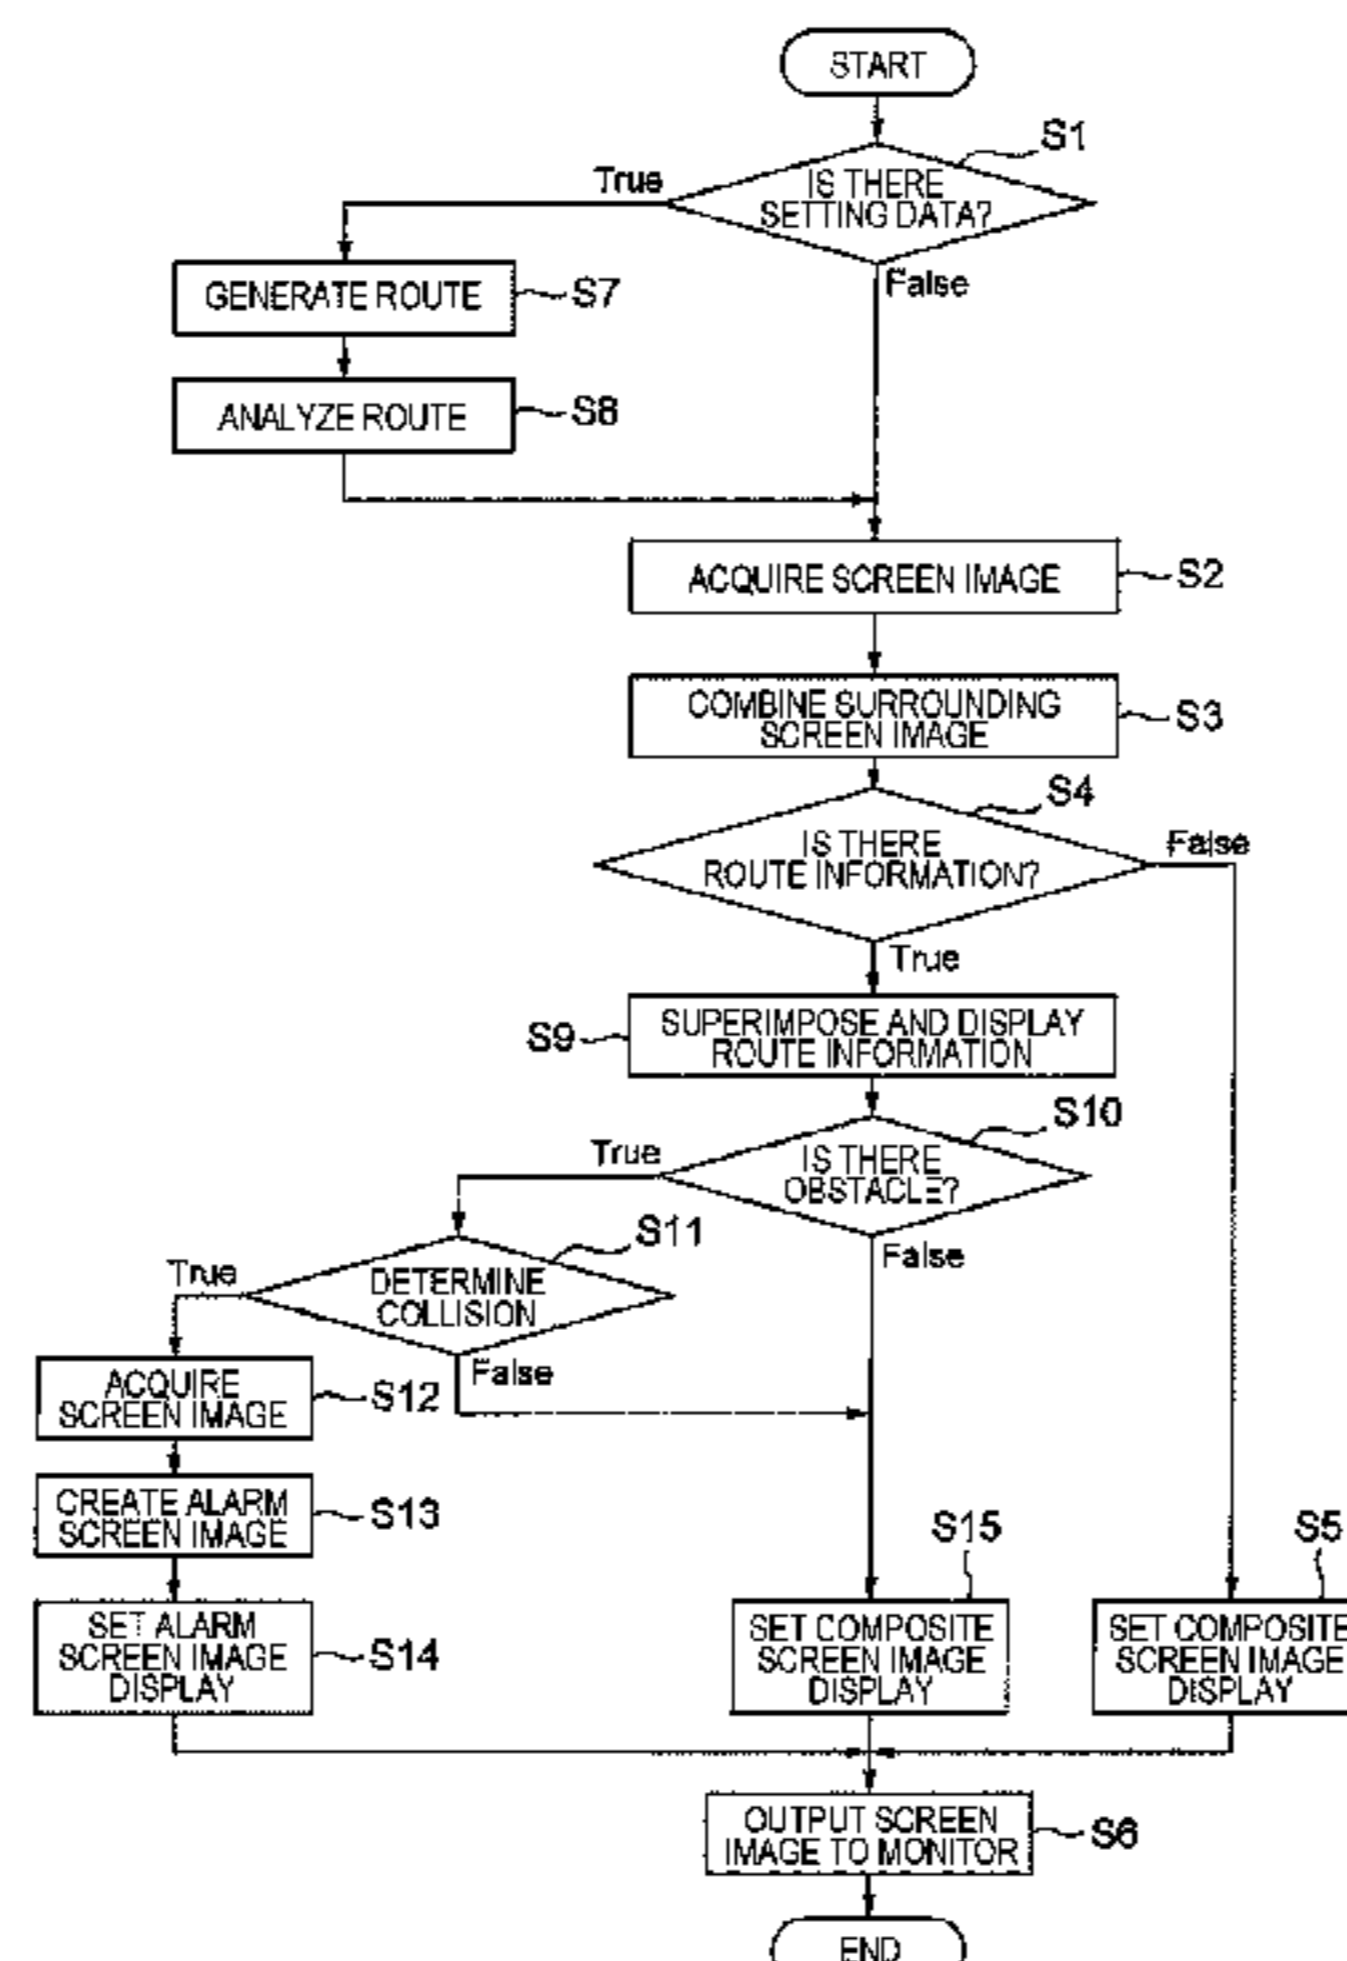 START
S1
True
IS THERE
SETTING DATA?
False
GENERATE ROUTE
S7
ANALYZE ROUTE
S8
ACQUIRE SCREEN IMAGE
S2
COMBINE SURROUNDING
SCREEN IMAGE
S3
S4
IS THERE
ROUTE INFORMATION?
False
True
S9
SUPERIMPOSE AND DISPLAY
ROUTE INFORMATION
S10
True
IS THERE
OBSTACLE?
False
S11
True
DETERMINE
COLLISION
False
ACQUIRE
SCREEN IMAGE
S12
CREATE ALARM
SCREEN IMAGE
S13
SET ALARM
SCREEN IMAGE
DISPLAY
S14
S15
SET COMPOSITE
SCREEN IMAGE
DISPLAY
S5
SET COMPOSITE
SCREEN IMAGE
DISPLAY
OUTPUT SCREEN
IMAGE TO MONITOR
S6
END